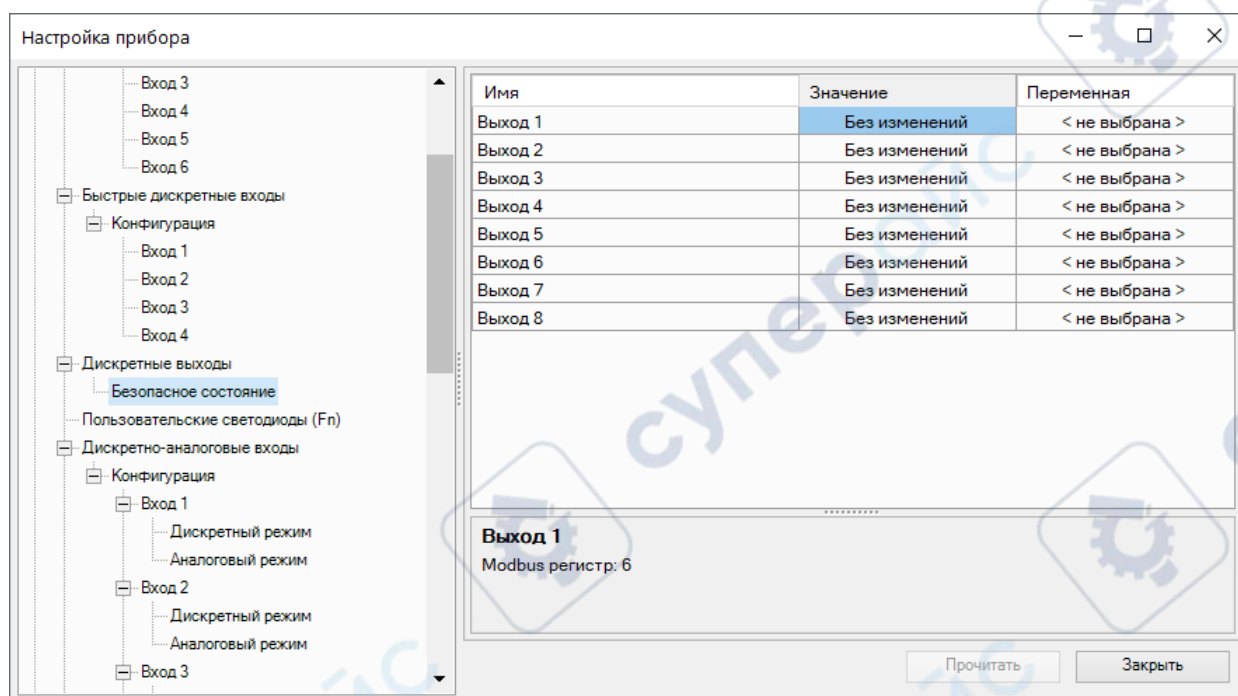 Настройка прибора
Вход 3
Вход 4
Вход 5
Вход 6
Быстрые дискретные входы
Конфигурация
Вход 1
Вход 2
Вход 3
Вход 4
Дискретные выходы
Безопасное состояние
Пользовательские светодиоды (Fn)
Дискретно-аналоговые входы
Конфигурация
Вход 1
Дискретный режим
Аналоговый режим
Вход 2
Дискретный режим
Аналоговый режим
Вход 3
Имя Значение Переменная
Выход 1 Без изменений < не выбрана >
Выход 2 Без изменений < не выбрана >
Выход 3 Без изменений < не выбрана >
Выход 4 Без изменений < не выбрана >
Выход 5 Без изменений < не выбрана >
Выход 6 Без изменений < не выбрана >
Выход 7 Без изменений < не выбрана >
Выход 8 Без изменений < не выбрана >
Выход 1
Modbus регистр: 6
Прочитать Закрыть
суперОЙС